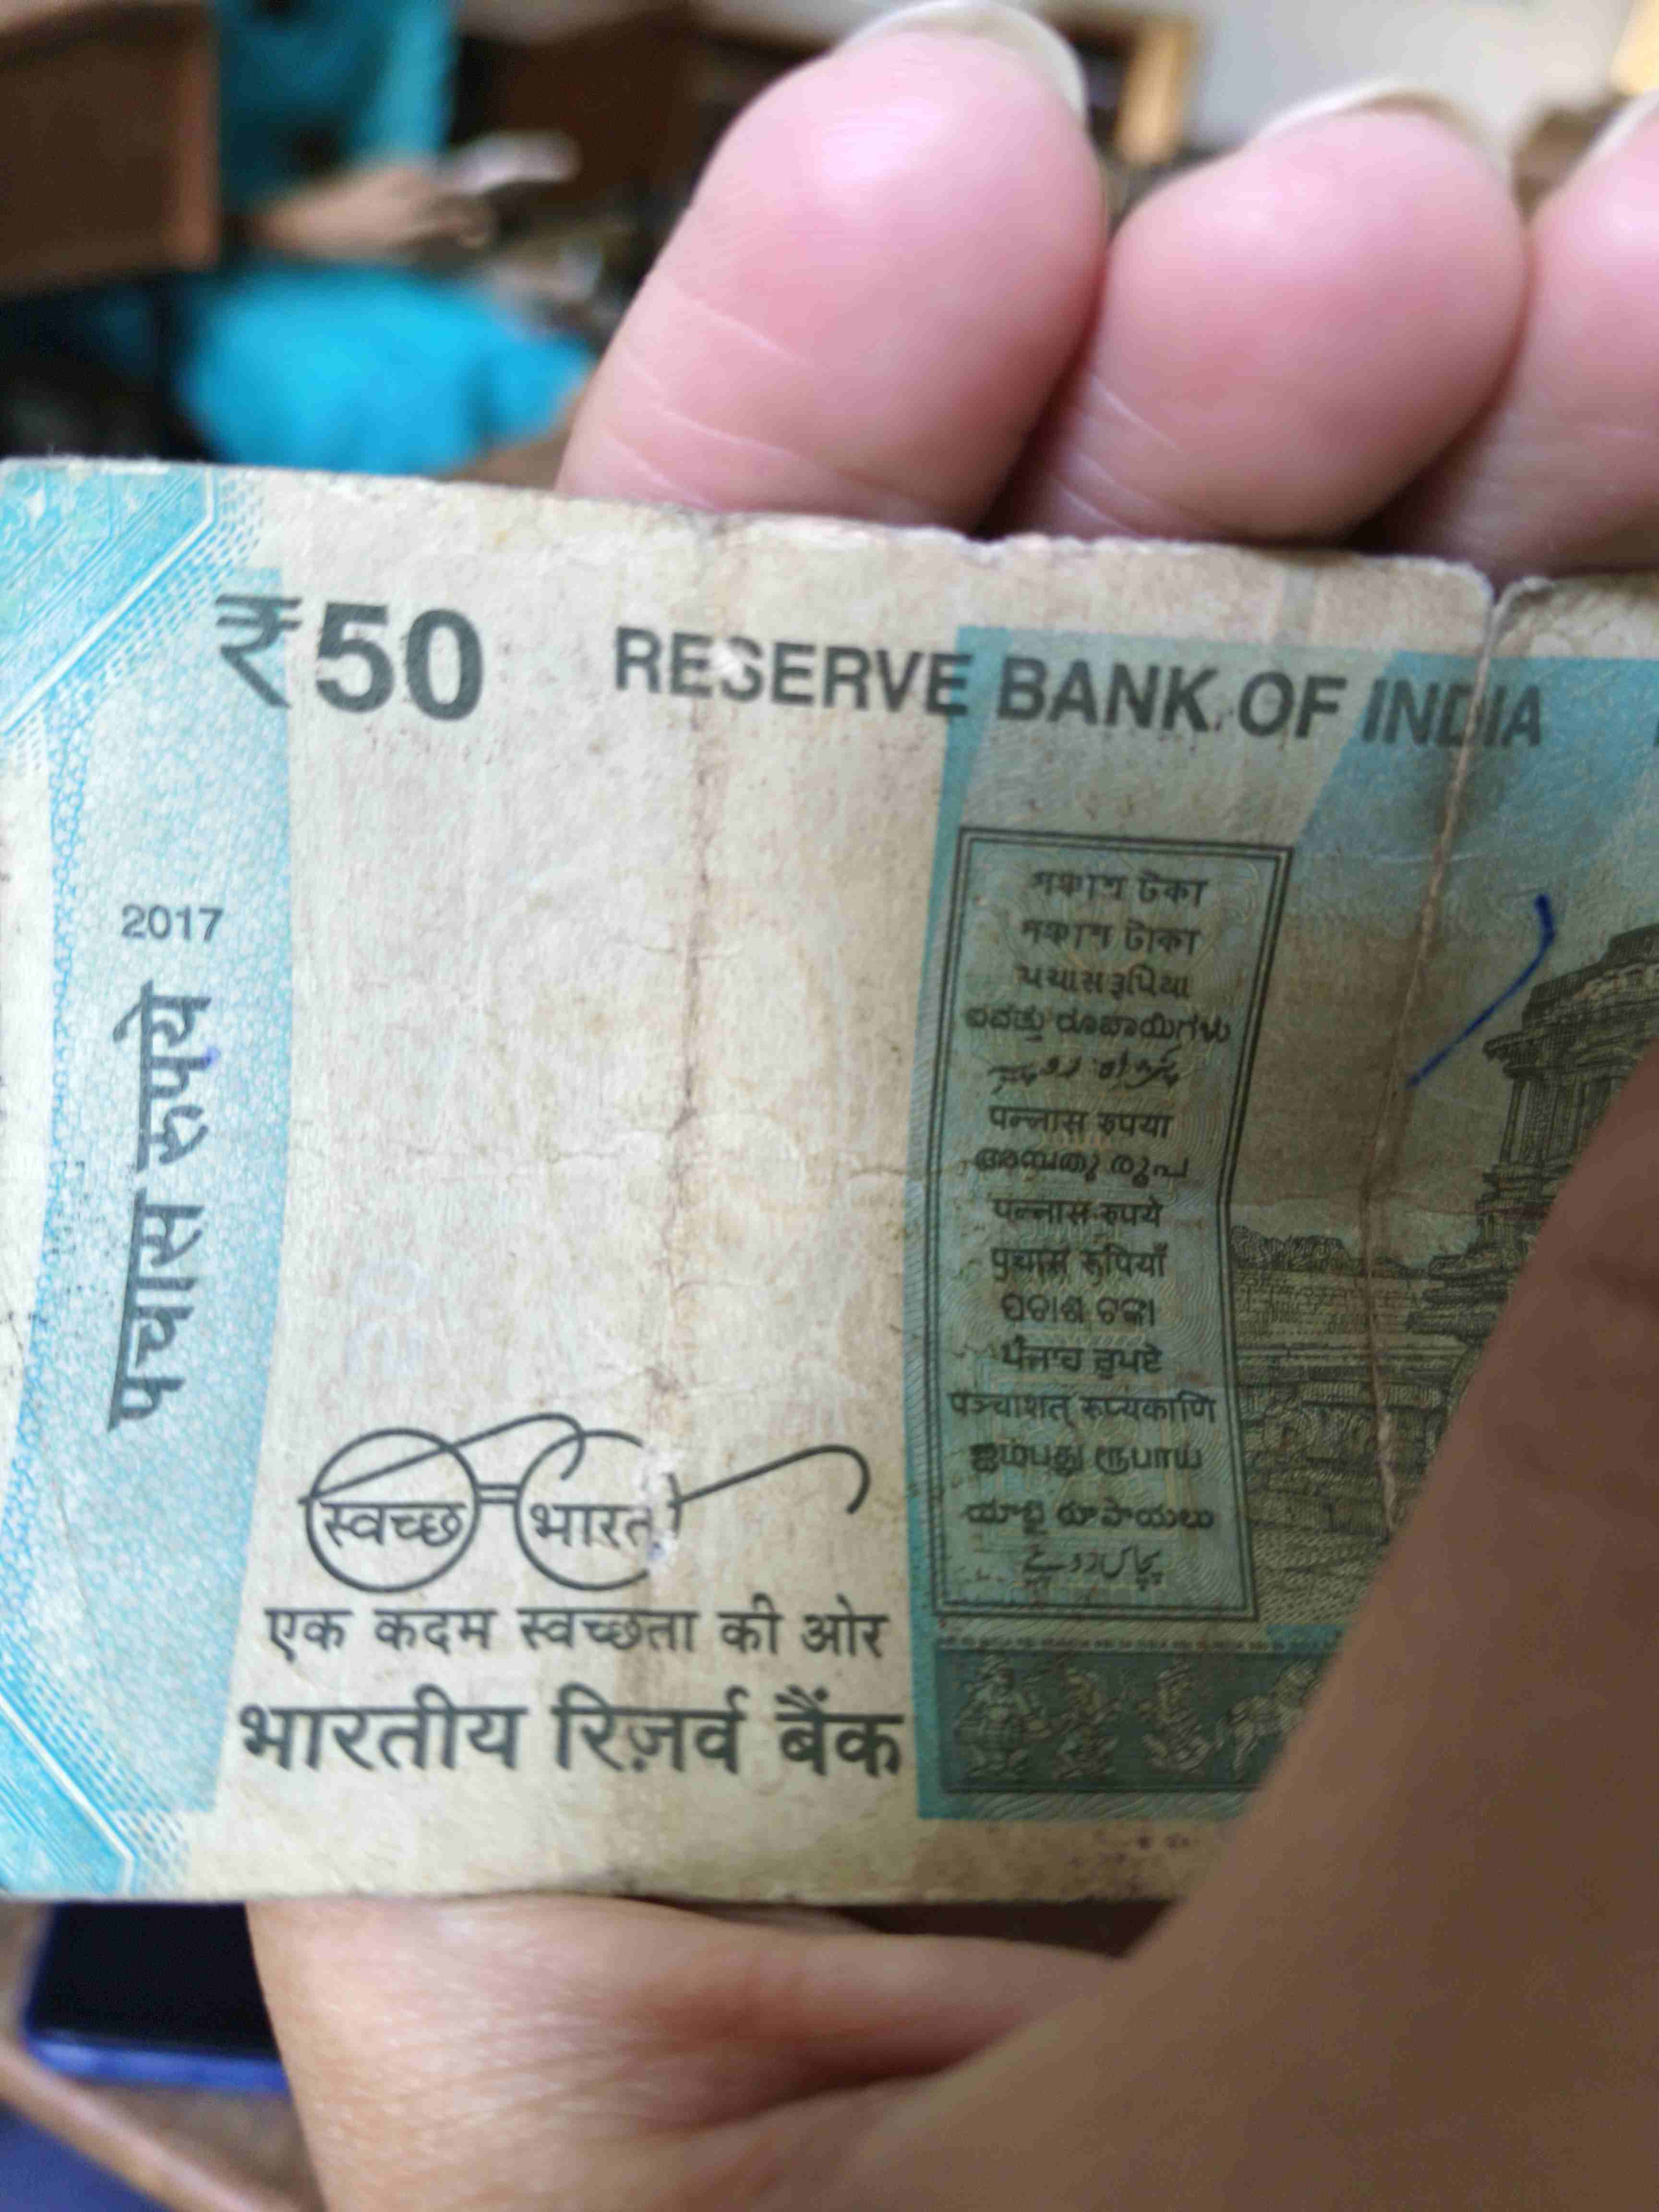 ₹50 RESERVE BANK OF INDIA
2017
पचास रुपये
পঞ্চাশ টকা
পঞ্চাশ টাকা
પચાસ રૂપિયા
ಐವತ್ತು ರೂಪಾಯಿಗಳು
पन्नास रुपया
അമ്പതു രൂപ
पन्नास रुपये
पचास रूपियाँ
ପଚାଶ ଟଙ୍କା
ਪੰਜਾਹ ਰੁਪਏ
पञ्चाशत् रूप्यकाणि
ஐம்பது ரூபாய்
యాభై రూపాయలు
پچاس روپے
स्वच्छ भारत
एक कदम स्वच्छता की ओर
भारतीय रिज़र्व बैंक